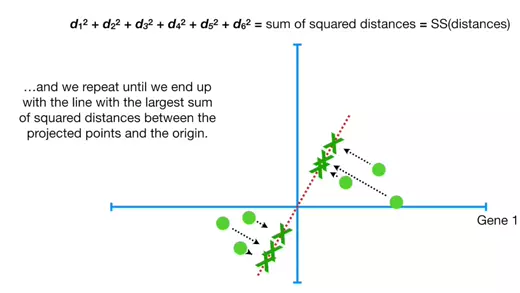 d₁² + d₂² + d₃² + d₄² + d₅² + d₆² = sum of squared distances = SS(distances)
…and we repeat until we end up
with the line with the largest sum
of squared distances between the
projected points and the origin.
Gene 1